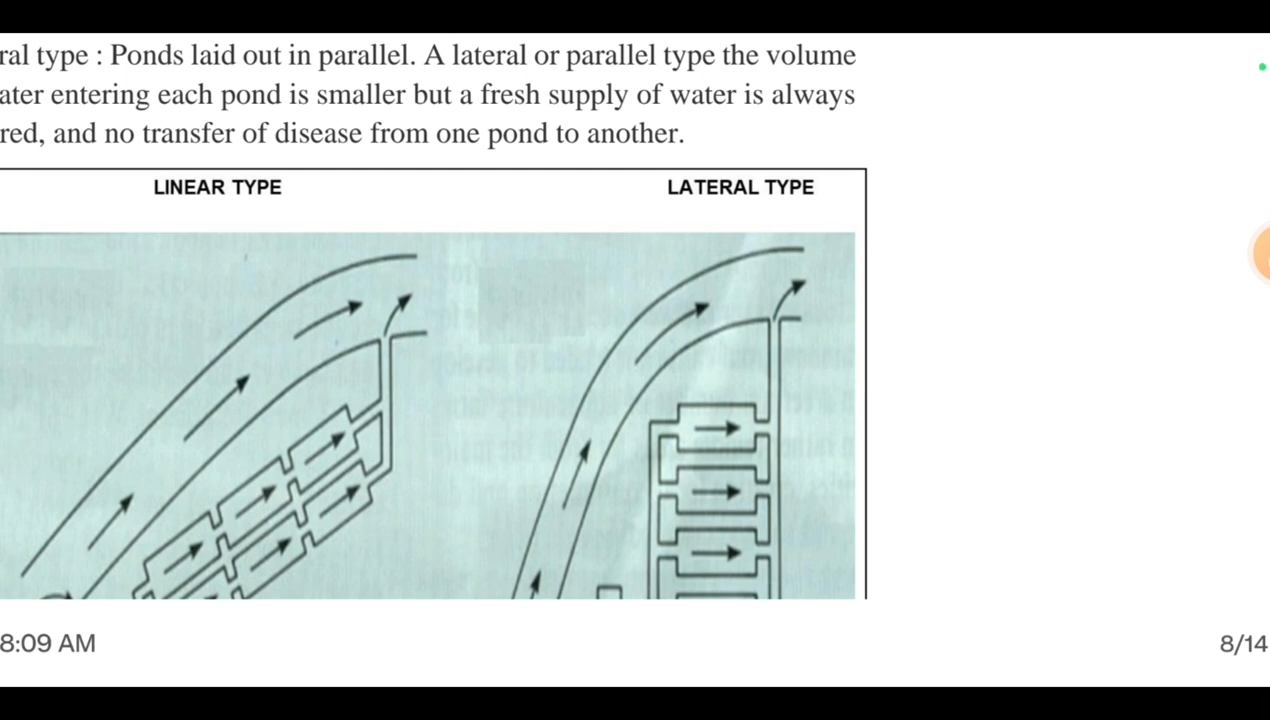 ral type : Ponds laid out in parallel. A lateral or parallel type the volume
ater entering each pond is smaller but a fresh supply of water is always
red, and no transfer of disease from one pond to another.
LINEAR TYPE
LATERAL TYPE
8:09 AM
8/14